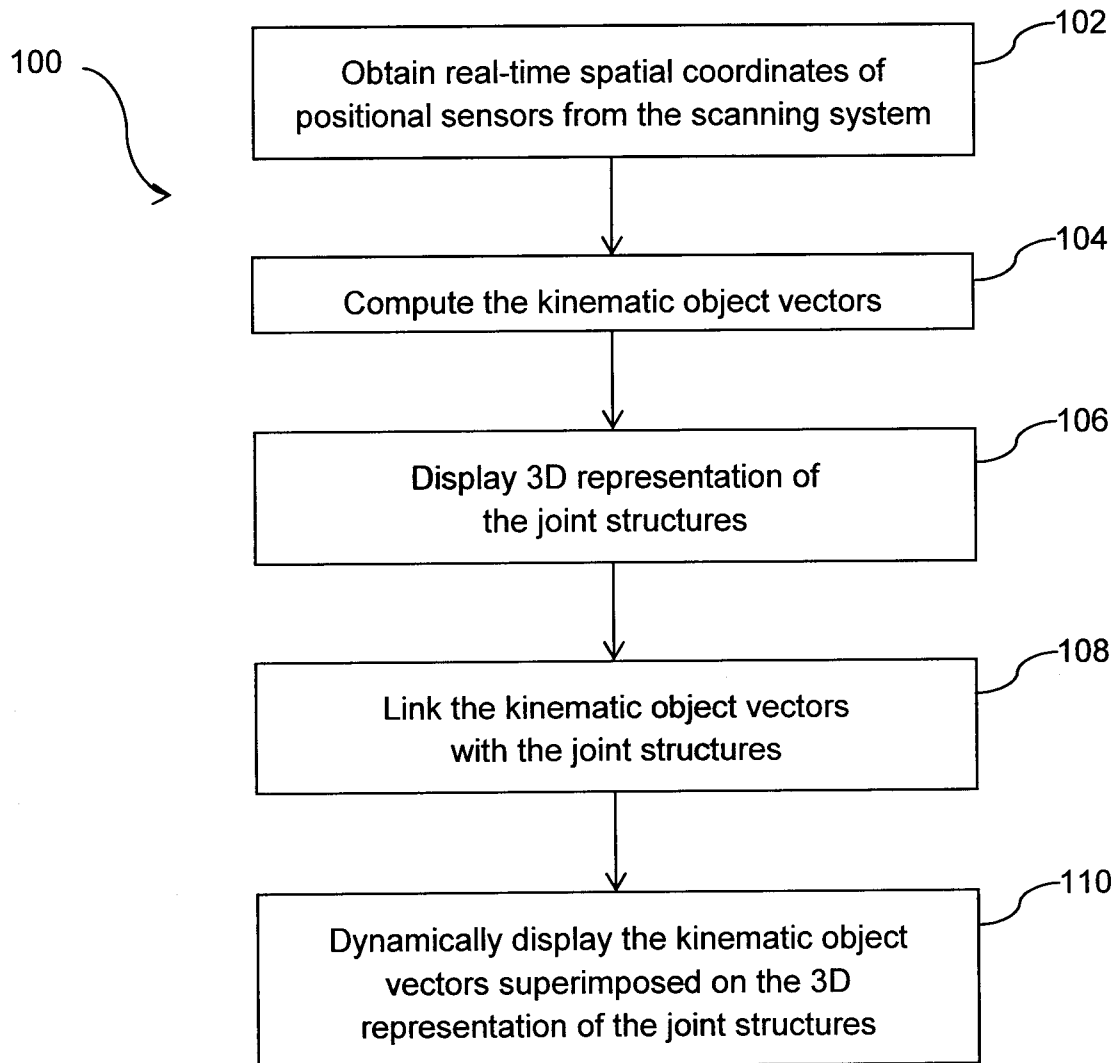 102
100
Obtain real-time spatial coordinates of
positional sensors from the scanning system
104
Compute the kinematic object vectors
106
Display 3D representation of
the joint structures
108
Link the kinematic object vectors
with the joint structures
110
Dynamically display the kinematic object
vectors superimposed on the 3D
representation of the joint structures